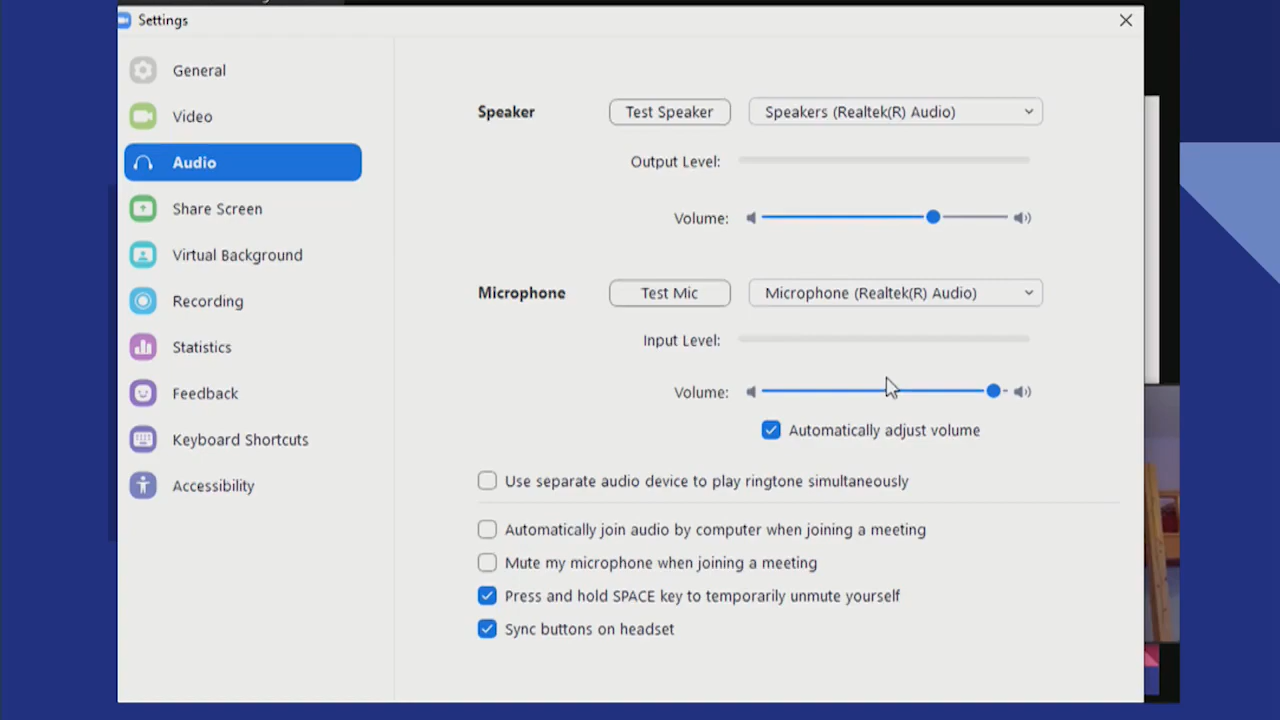 Settings
General
Video
Audio
Share Screen
Virtual Background
Recording
Statistics
Feedback
Keyboard Shortcuts
Accessibility
Speaker
Test Speaker
Speakers (Realtek(R) Audio)
Output Level:
Volume:
Microphone
Test Mic
Microphone (Realtek(R) Audio)
Input Level:
Volume:
Automatically adjust volume
Use separate audio device to play ringtone simultaneously
Automatically join audio by computer when joining a meeting
Mute my microphone when joining a meeting
Press and hold SPACE key to temporarily unmute yourself
Sync buttons on headset